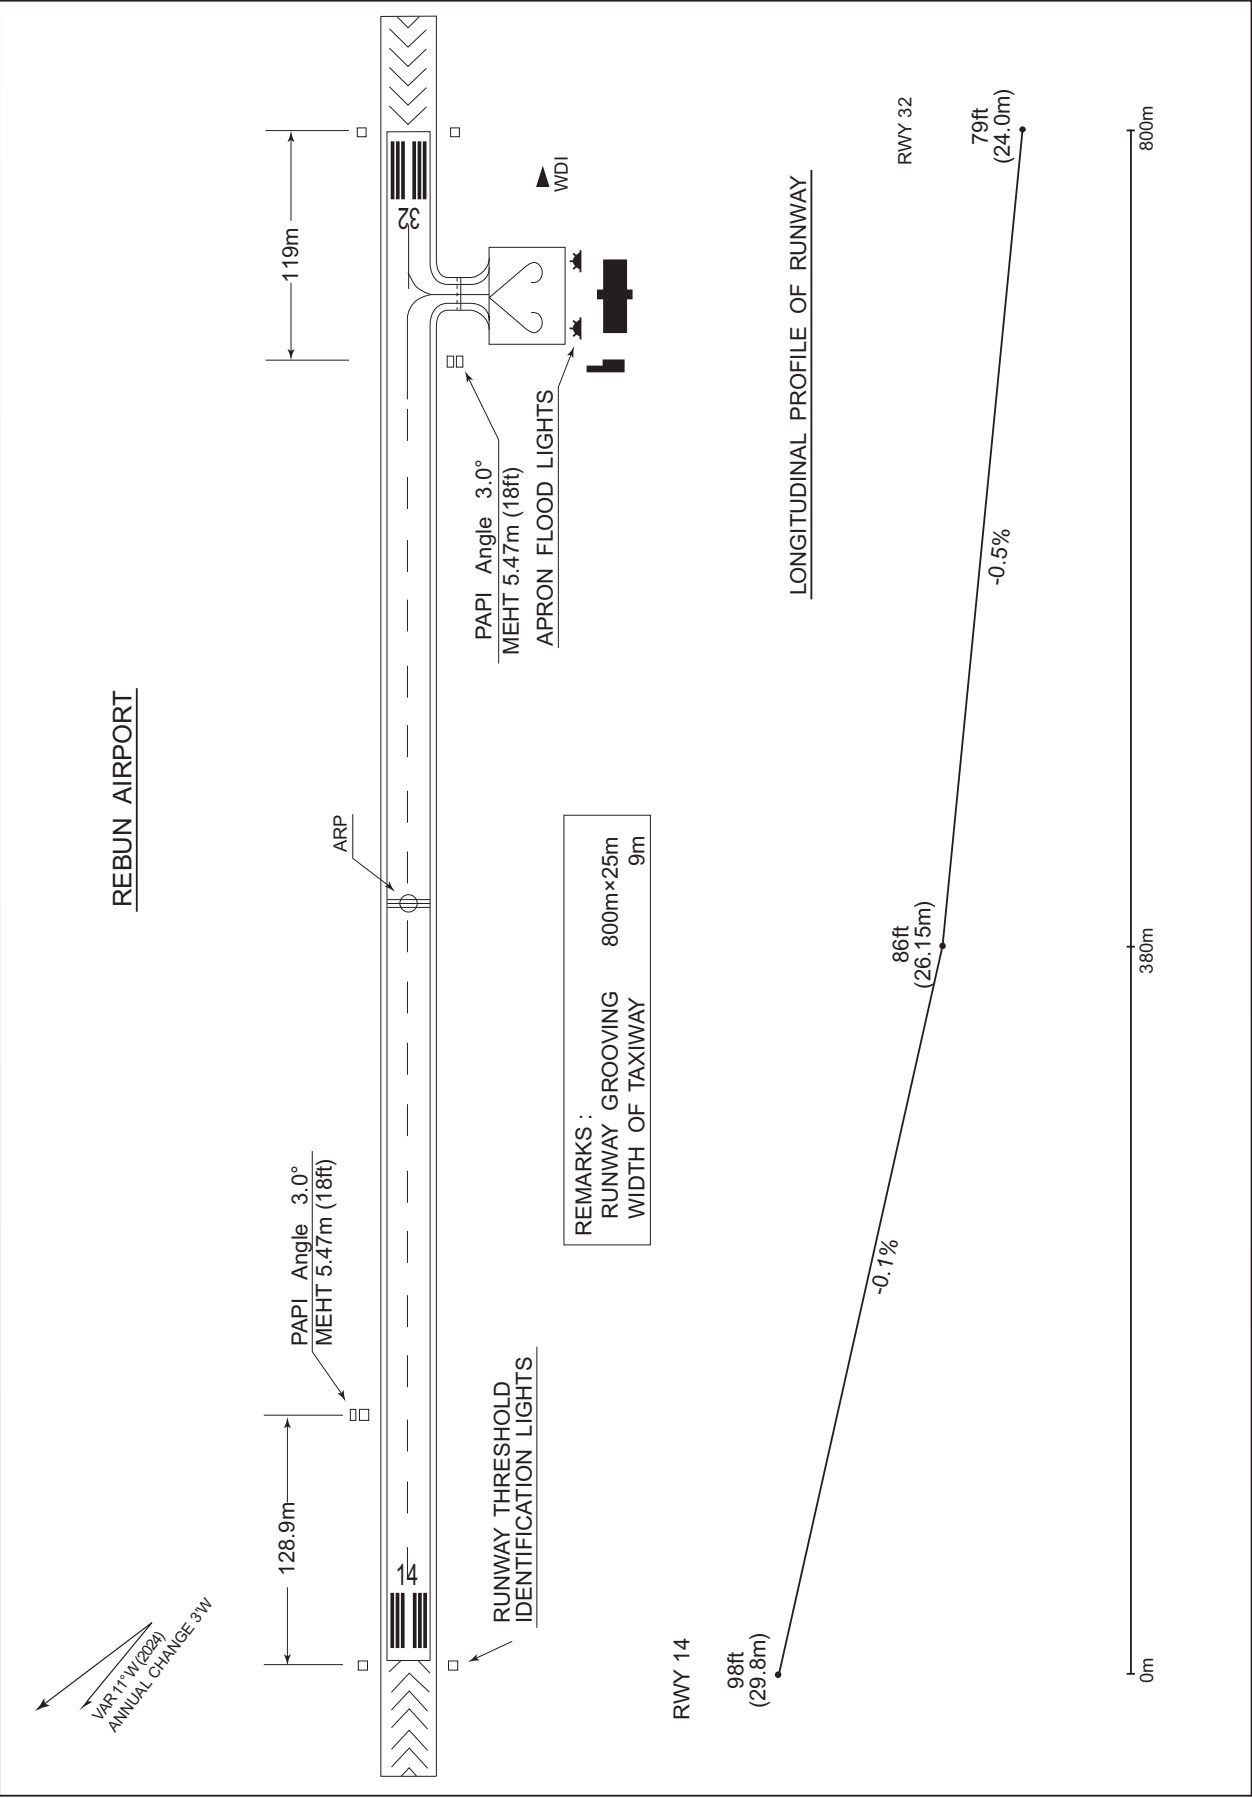 REBUN AIRPORT
VAR 11°W (2024)
ANNUAL CHANGE 3'W
128.9m
PAPI Angle 3.0°
MEHT 5.47m (18ft)
ARP
119m
14
32
RUNWAY THRESHOLD
IDENTIFICATION LIGHTS
PAPI Angle 3.0°
MEHT 5.47m (18ft)
APRON FLOOD LIGHTS
WDI
REMARKS :
RUNWAY GROOVING 800m×25m
WIDTH OF TAXIWAY 9m
LONGITUDINAL PROFILE OF RUNWAY
RWY 14
RWY 32
98ft
(29.8m)
-0.1%
86ft
(26.15m)
-0.5%
79ft
(24.0m)
0m
380m
800m